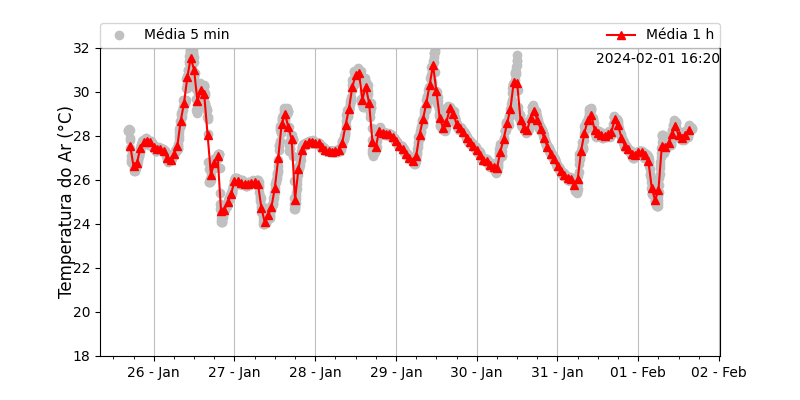 Média 5 min
Média 1 h
2024-02-01 16:20
Temperatura do Ar (°C)
32
30
28
26
24
22
20
18
26 - Jan
27 - Jan
28 - Jan
29 - Jan
30 - Jan
31 - Jan
01 - Feb
02 - Feb